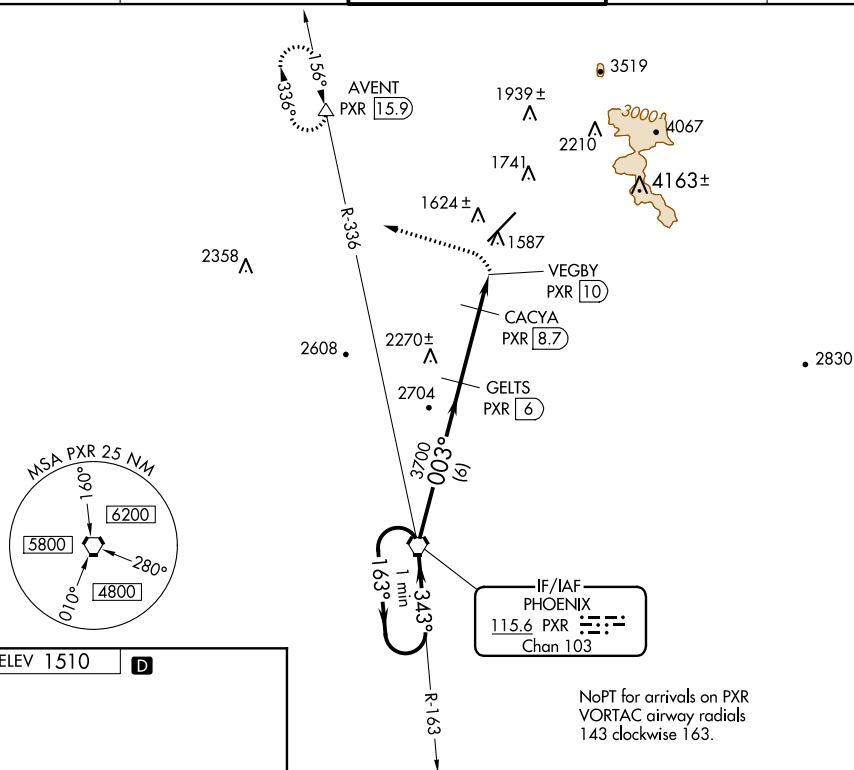 156°
336°
AVENT
PXR 15.9
3519
1939 ±
3000
4067
2210
1741
4163±
1624 ±
1587
R-336
2358
VEGBY
PXR 10
CACYA
PXR 8.7
2270±
2608
2830
GELTS
PXR 6
2704
3700
003°
(6)
MSA PXR 25 NM
160°
6200
5800
280°
4800
010°
163°
1 min
343°
IF/IAF
PHOENIX
115.6 PXR
Chan 103
ELEV 1510 D
R-163
NoPT for arrivals on PXR
VORTAC airway radials
143 clockwise 163.